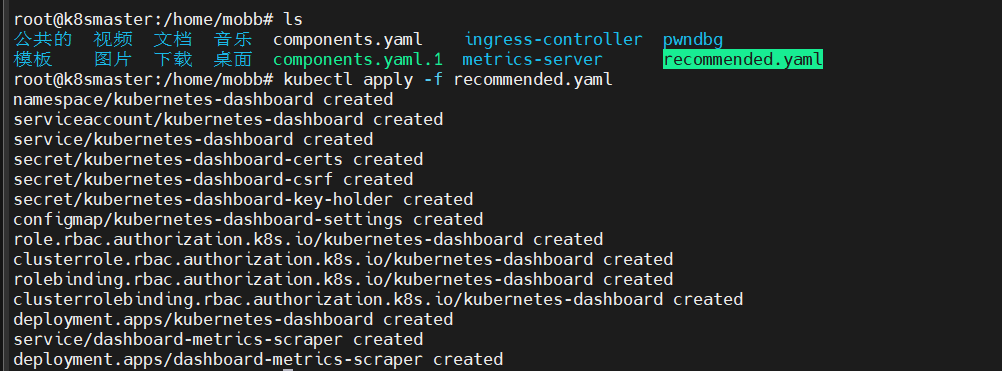 root@k8smaster:/home/mobb# ls
公共的 视频 文档 音乐 components.yaml ingress-controller pwndbg
模板 图片 下载 桌面 components.yaml.1 metrics-server recommended.yaml
root@k8smaster:/home/mobb# kubectl apply -f recommended.yaml
namespace/kubernetes-dashboard created
serviceaccount/kubernetes-dashboard created
service/kubernetes-dashboard created
secret/kubernetes-dashboard-certs created
secret/kubernetes-dashboard-csrf created
secret/kubernetes-dashboard-key-holder created
configmap/kubernetes-dashboard-settings created
role.rbac.authorization.k8s.io/kubernetes-dashboard created
clusterrole.rbac.authorization.k8s.io/kubernetes-dashboard created
rolebinding.rbac.authorization.k8s.io/kubernetes-dashboard created
clusterrolebinding.rbac.authorization.k8s.io/kubernetes-dashboard created
deployment.apps/kubernetes-dashboard created
service/dashboard-metrics-scraper created
deployment.apps/dashboard-metrics-scraper created